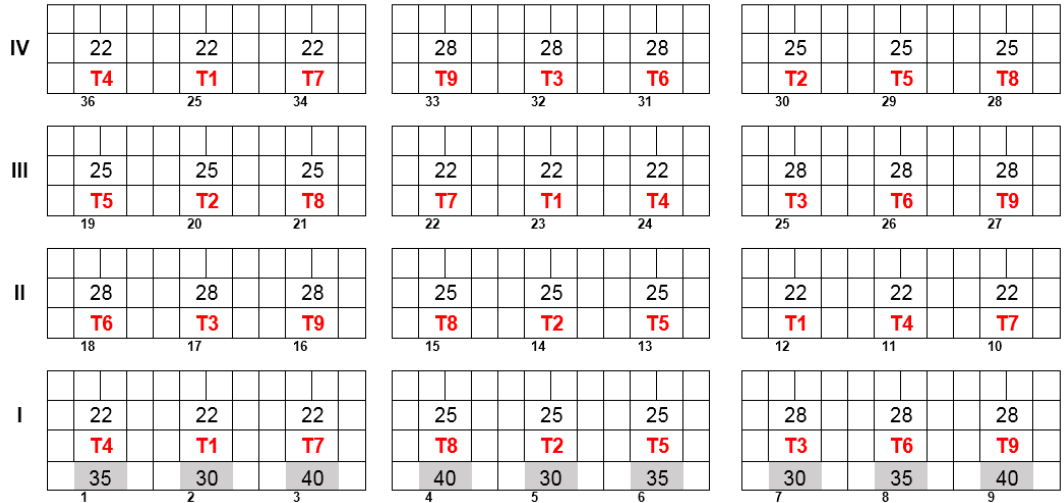 22 22 22 28 28 28 25 25 25
IV
T4 T1 T7 T9 T3 T6 T2 T5 T8
36 25 34 33 32 31 30 29 28
25 25 25 22 22 22 28 28 28
III
T5 T2 T8 T7 T1 T4 T3 T6 T9
19 20 21 22 23 24 25 26 27
28 28 28 25 25 25 22 22 22
II
T6 T3 T9 T8 T2 T5 T1 T4 T7
18 17 16 15 14 13 12 11 10
22 22 22 25 25 25 28 28 28
I
T4 T1 T7 T8 T2 T5 T3 T6 T9
35 30 40 40 30 35 30 35 40
1 2 3 4 5 6 7 8 9